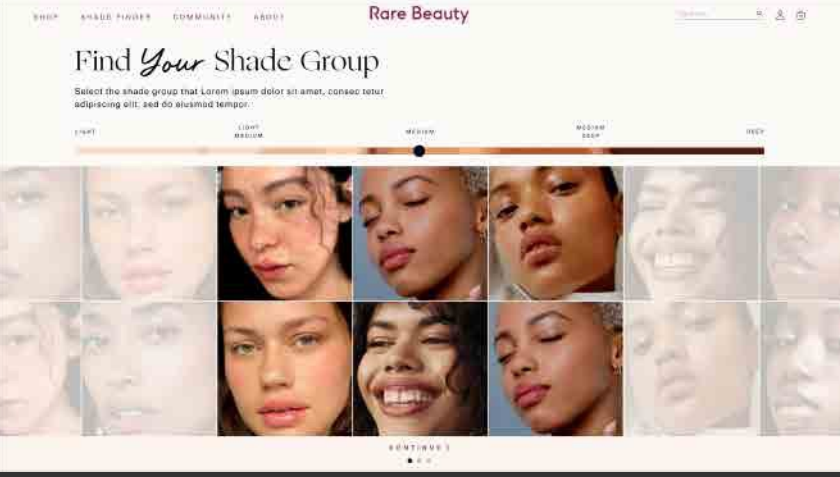 SHOP SHADE FINDER COMMUNITY ABOUT
Rare Beauty
Find Your Shade Group
Select the shade group that Lorem ipsum dolor sit amet, consec tetur
adipiscing elit, sed do eiusmod tempor.
LIGHT
LIGHT
MEDIUM
MEDIUM
MEDIUM
DEEP
DEEP
CONTINUE